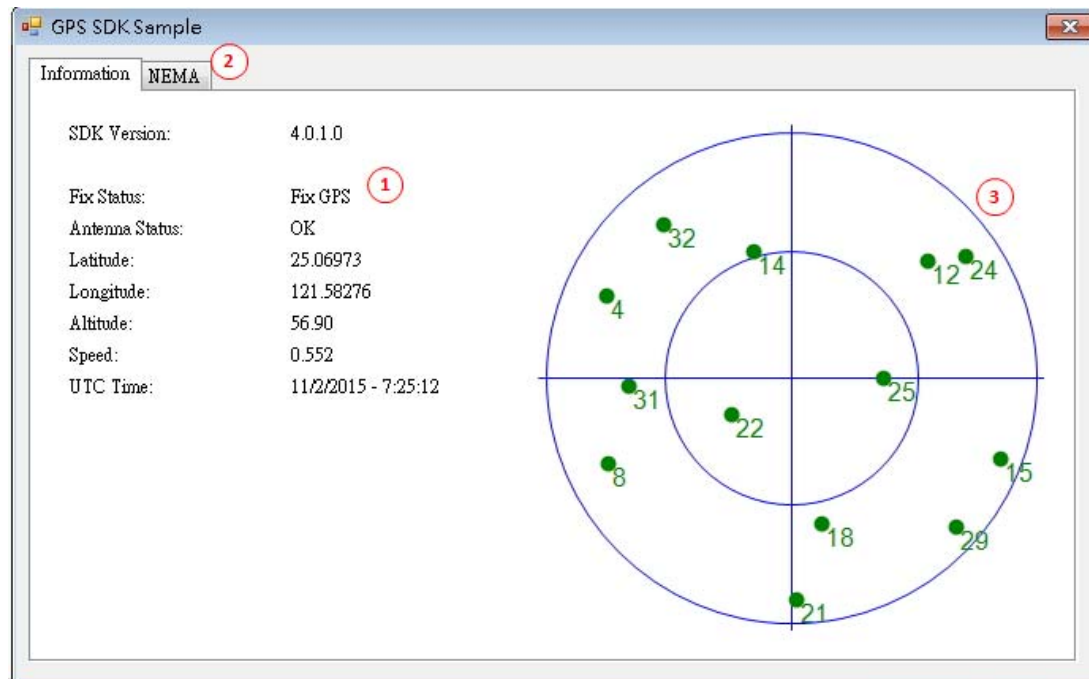 GPS SDK Sample
Information NEMA 2
SDK Version: 4.0.1.0
Fix Status: Fix GPS 1
Antenna Status: OK
Latitude: 25.06973
Longitude: 121.58276
Altitude: 56.90
Speed: 0.552
UTC Time: 11/2/2015 - 7:25:12
3
32
14
12
24
4
31
25
22
8
15
18
29
21